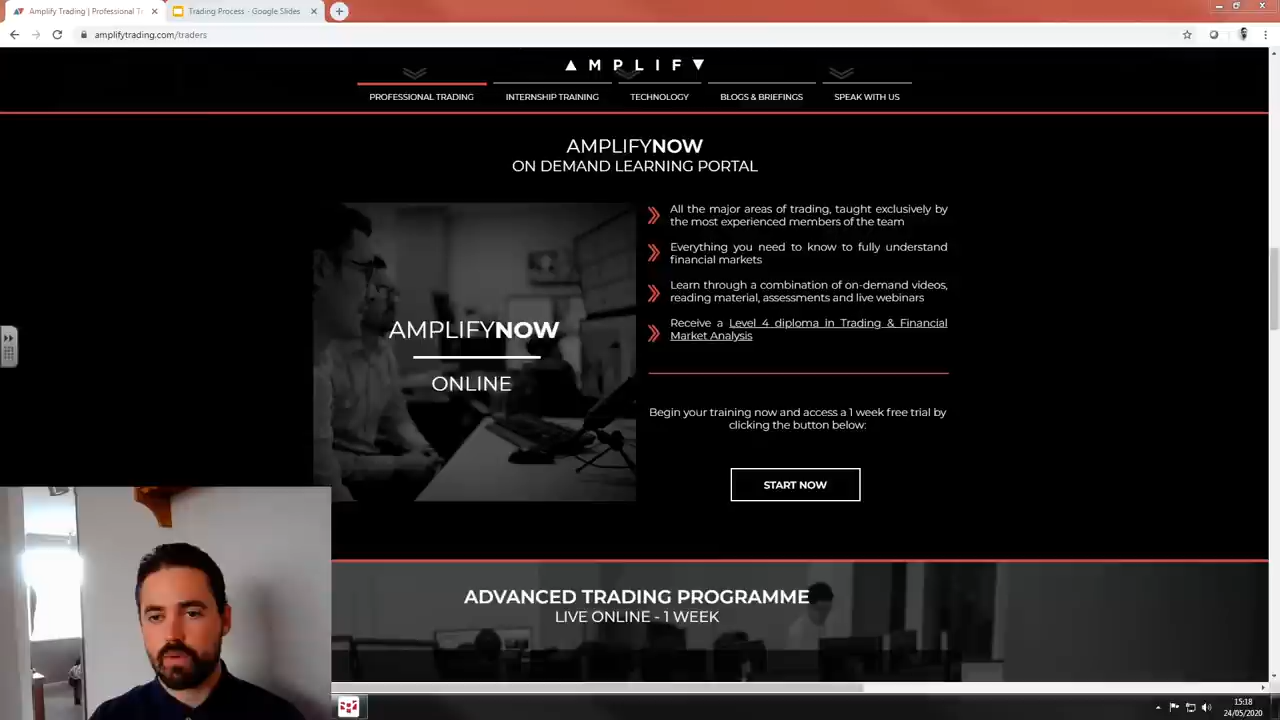 Amplify Trading | Professional Tr
Trading Process - Google Slides
amplifytrading.com/traders
AMPLIFY
PROFESSIONAL TRADING
INTERNSHIP TRAINING
TECHNOLOGY
BLOGS & BRIEFINGS
SPEAK WITH US
AMPLIFYNOW
ON DEMAND LEARNING PORTAL
AMPLIFYNOW
ONLINE
All the major areas of trading, taught exclusively by
the most experienced members of the team
Everything you need to know to fully understand
financial markets
Learn through a combination of on-demand videos,
reading material, assessments and live webinars
Receive a Level 4 diploma in Trading & Financial
Market Analysis
Begin your training now and access a 1 week free trial by
clicking the button below:
START NOW
ADVANCED TRADING PROGRAMME
LIVE ONLINE - 1 WEEK
15:18
24/05/2020